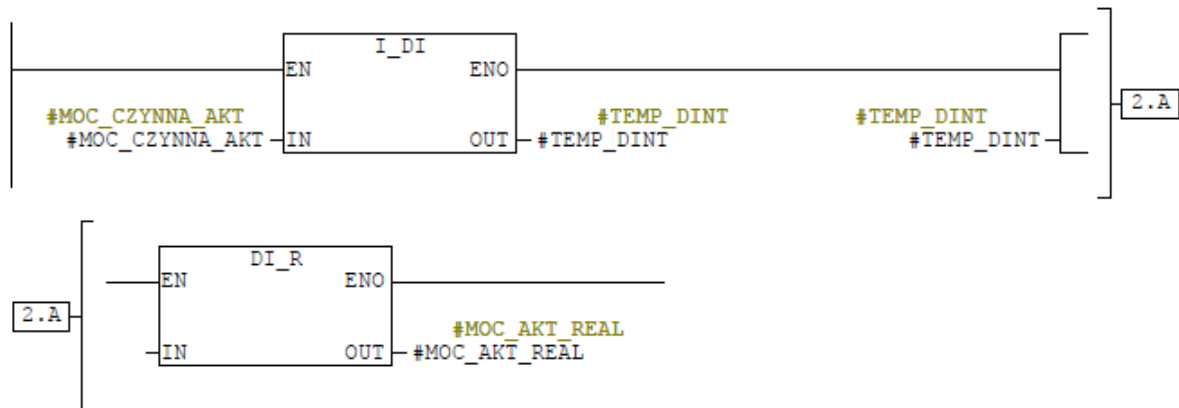 I_DI
EN ENO
#MOC_CZYNNA_AKT #TEMP_DINT #TEMP_DINT
#MOC_CZYNNA_AKT IN OUT #TEMP_DINT #TEMP_DINT
2.A
DI_R
EN ENO
2.A
#MOC_AKT_REAL
IN OUT #MOC_AKT_REAL